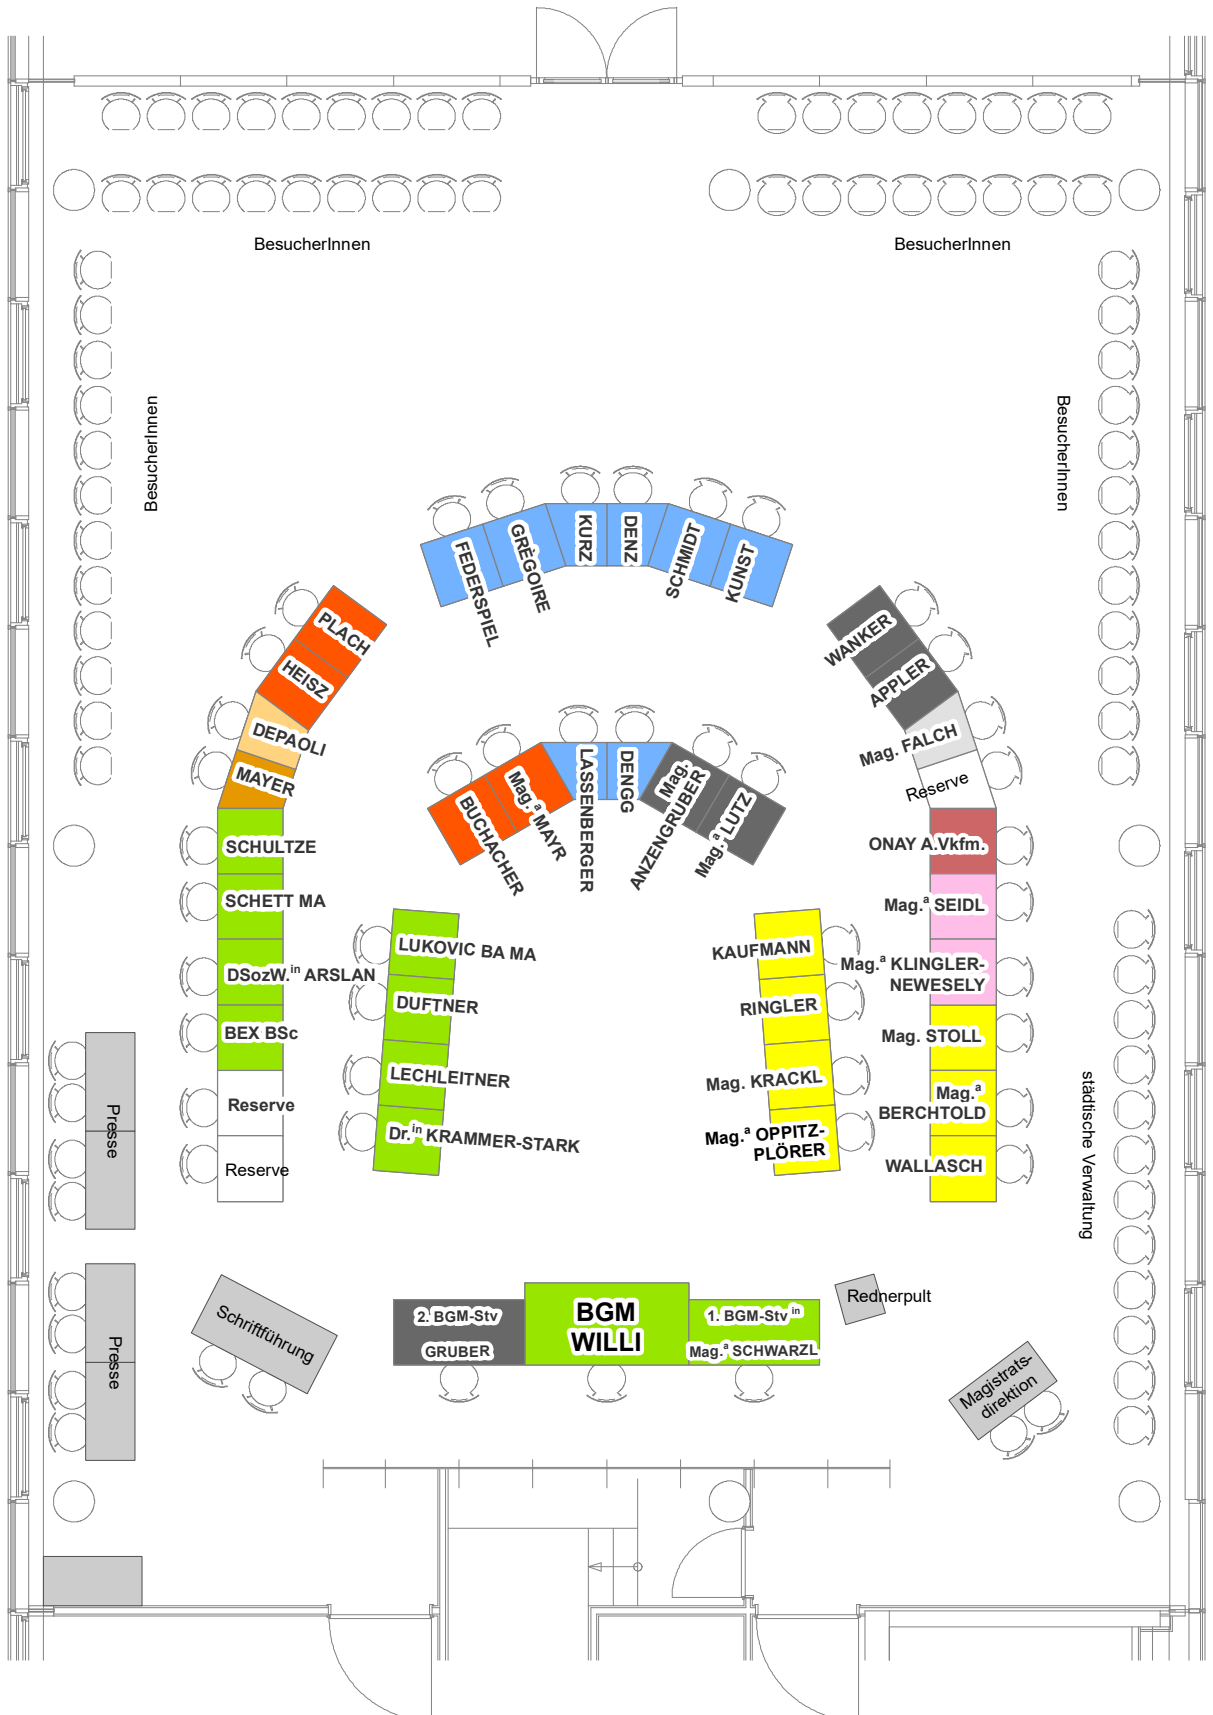 BesucherInnen
BesucherInnen
BesucherInnen
BesucherInnen
FEDERSPIEL
GRÈGOIRE
KURZ
DENZ
SCHMIDT
KUNST
PLACH
HEISZ
DEPAOLI
MAYER
WANKER
APPLER
Mag. FALCH
Reserve
BUCHACHER
Mag.ª MAYR
LASSENBERGER
DENGG
Mag.
ANZENGRUBER
Mag.ª LUTZ
SCHULTZE
SCHETT MA
DSozW.in ARSLAN
BEX BSc
Reserve
Reserve
LUKOVIC BA MA
DUFTNER
LECHLEITNER
Dr.in KRAMMER-STARK
KAUFMANN
RINGLER
Mag. KRACKL
Mag.ª OPPITZ-
PLÖRER
ONAY A.Vkfm.
Mag.ª SEIDL
Mag.ª KLINGLER-
NEWESELY
Mag. STOLL
Mag.ª
BERCHTOLD
WALLASCH
Presse
Presse
städtische Verwaltung
Schriftführung
2. BGM-Stv
GRUBER
BGM
WILLI
1. BGM-Stv in
Mag.ª SCHWARZL
Rednerpult
Magistrats-
direktion